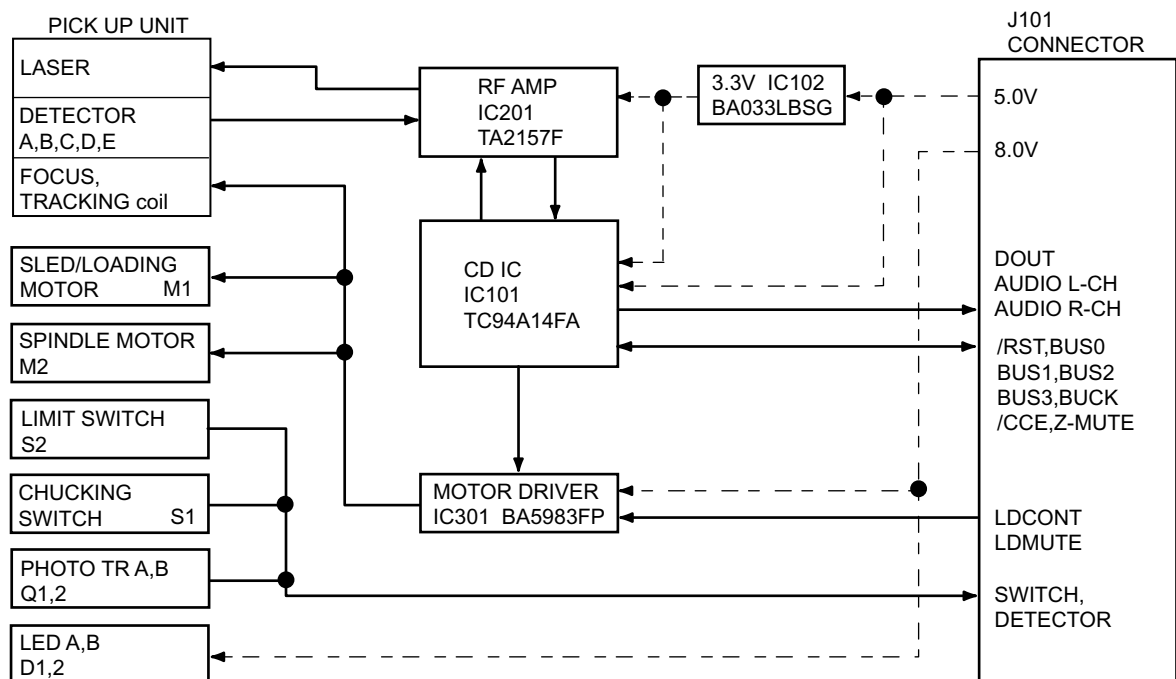 PICK UP UNIT
LASER
DETECTOR
A,B,C,D,E
FOCUS,
TRACKING coil
SLED/LOADING
MOTOR M1
SPINDLE MOTOR
M2
LIMIT SWITCH
S2
CHUCKING
SWITCH S1
PHOTO TR A,B
Q1,2
LED A,B
D1,2
RF AMP
IC201
TA2157F
CD IC
IC101
TC94A14FA
MOTOR DRIVER
IC301 BA5983FP
3.3V IC102
BA033LBSG
J101
CONNECTOR
5.0V
8.0V
DOUT
AUDIO L-CH
AUDIO R-CH
/RST,BUS0
BUS1,BUS2
BUS3,BUCK
/CCE,Z-MUTE
LDCONT
LDMUTE
SWITCH,
DETECTOR